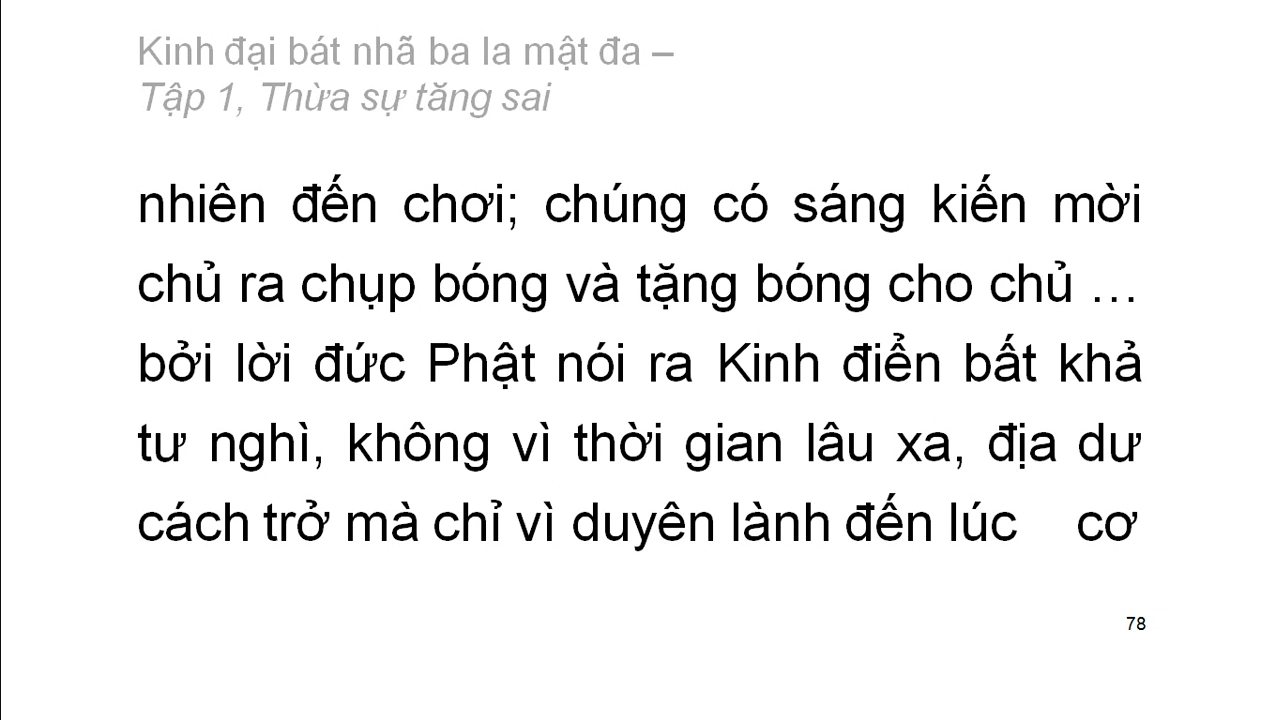 Kinh đại bát nhã ba la mật đa –
Tập 1, Thừa sự tăng sai
nhiên đến chơi; chúng có sáng kiến mời
chủ ra chụp bóng và tặng bóng cho chủ …
bởi lời đức Phật nói ra Kinh điển bất khả
tư nghì, không vì thời gian lâu xa, địa dư
cách trở mà chỉ vì duyên lành đến lúc cơ
78